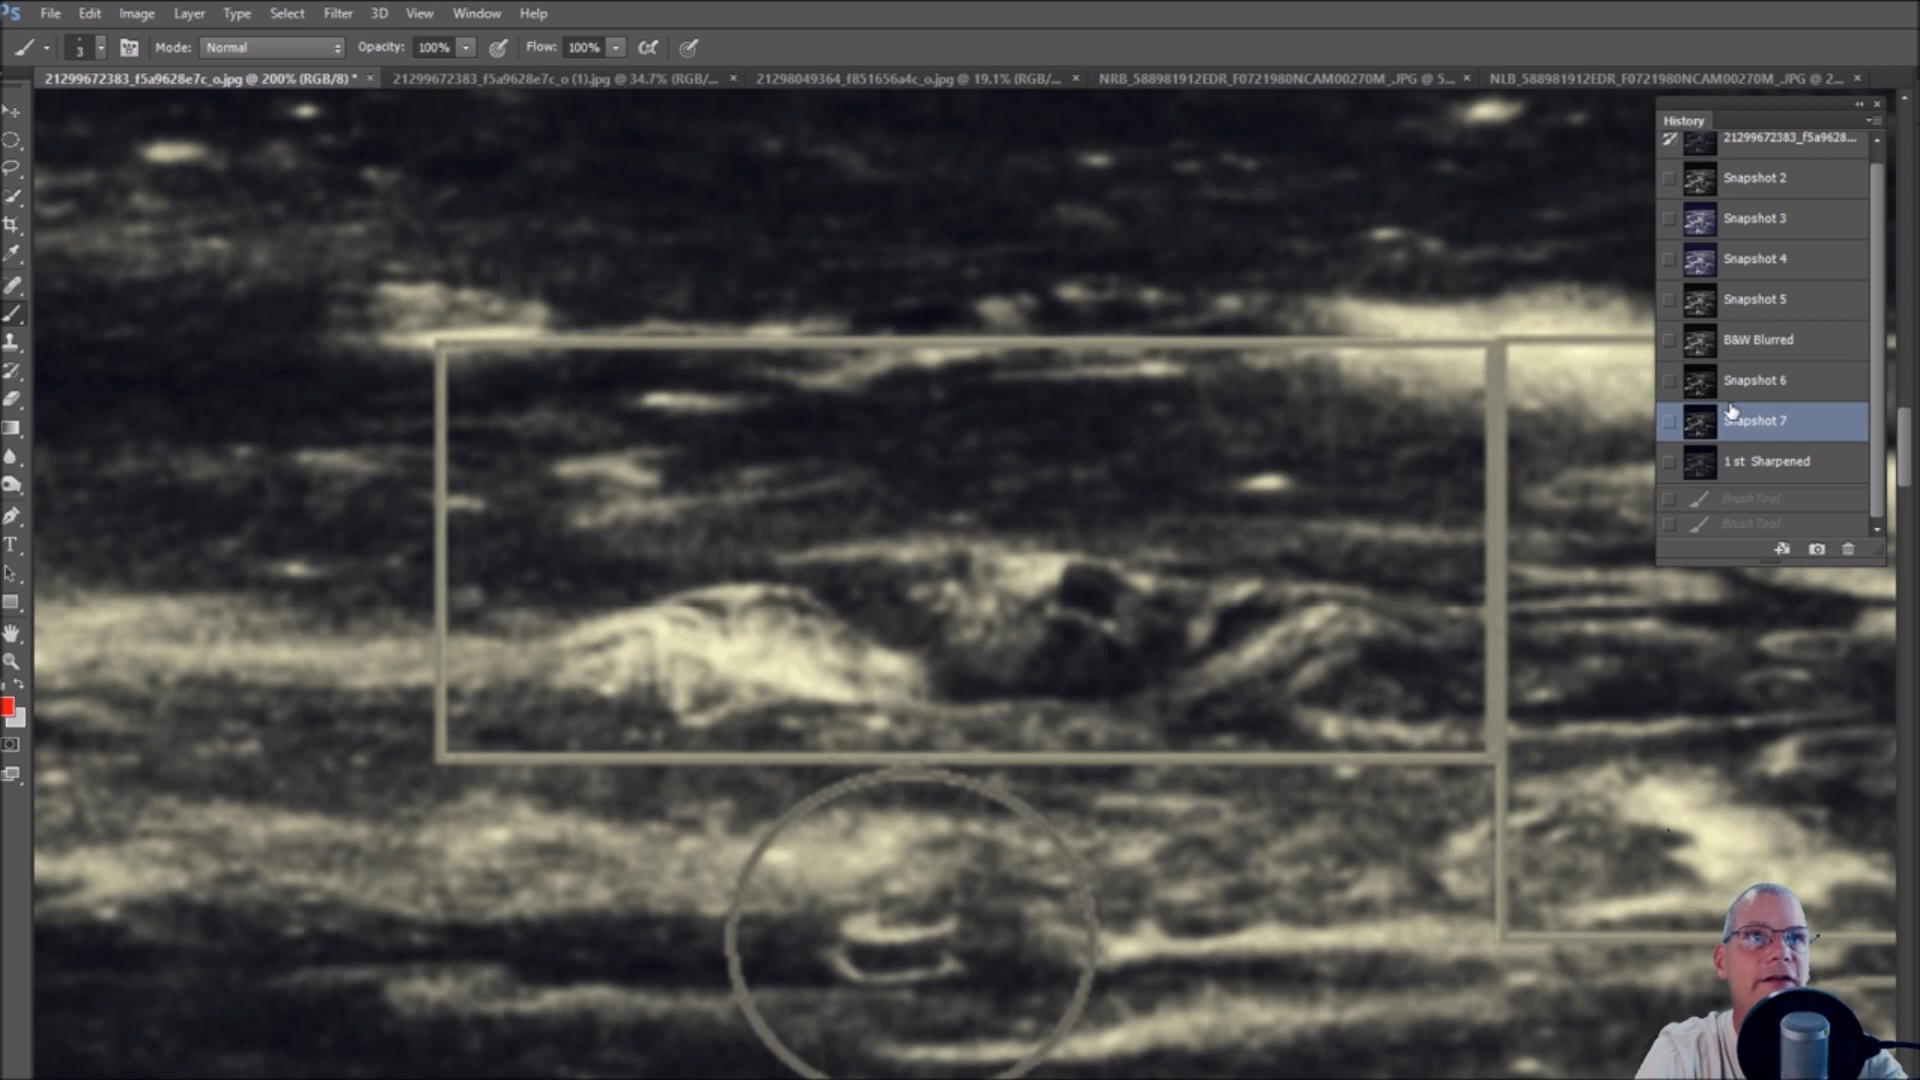 Ps File Edit Image Layer Type Select Filter 3D View Window Help
3 Mode: Normal Opacity: 100% Flow: 100%
21299672383_f5a9628e7c_o.jpg @ 200% (RGB/8) * × 21299672383_f5a9628e7c_o (1).jpg @ 34.7% (RGB/... × 21298049364_f851656a4c_o.jpg @ 19.1% (RGB/... × NRB_588981912EDR_F0721980NCAM00270M_.JPG @ 5... × NLB_588981912EDR_F0721980NCAM00270M_.JPG @ 2... ×
History
21299672383_f5a9628...
Snapshot 2
Snapshot 3
Snapshot 4
Snapshot 5
B&W Blurred
Snapshot 6
Snapshot 7
1 st Sharpened
Brush Tool
Brush Tool